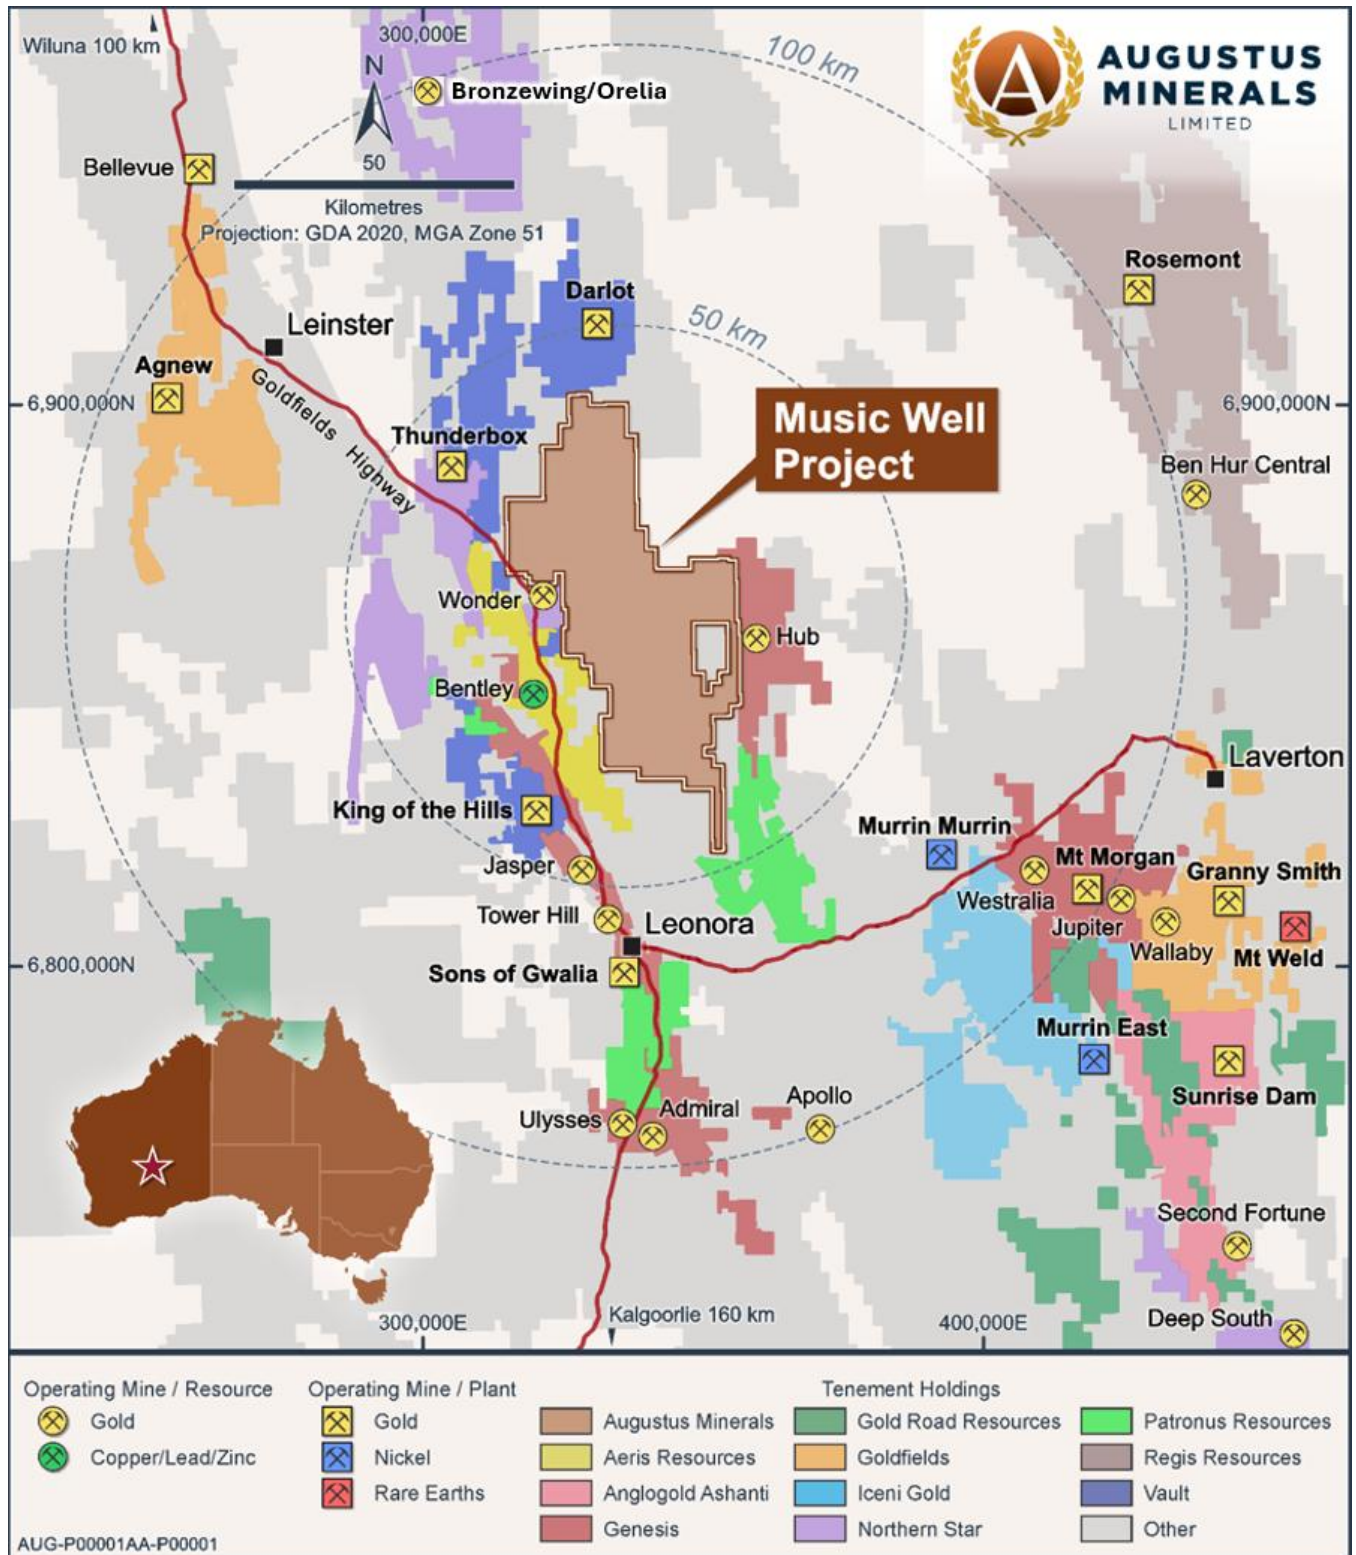 Wiluna 100 km
300,000E
100 km
AUGUSTUS
MINERALS
LIMITED
A
N
Bronzewing/Orelia
50
Kilometres
Projection: GDA 2020, MGA Zone 51
Bellevue
Rosemont
Darlot
50 km
Leinster
Agnew
Goldfields Highway
6,900,000N
6,900,000N
Music Well
Project
Thunderbox
Ben Hur Central
Wonder
Hub
Bentley
Laverton
King of the Hills
Murrin Murrin
Jasper
Mt Morgan
Granny Smith
Westralia
Tower Hill
Leonora
Jupiter
Wallaby
Mt Weld
6,800,000N
Sons of Gwalia
Murrin East
Sunrise Dam
Ulysses
Admiral
Apollo
Second Fortune
Deep South
300,000E
Kalgoorlie 160 km
400,000E
Operating Mine / Resource
Gold
Copper/Lead/Zinc
Operating Mine / Plant
Gold
Nickel
Rare Earths
Tenement Holdings
Augustus Minerals
Aeris Resources
Anglogold Ashanti
Genesis
Gold Road Resources
Goldfields
Iceni Gold
Northern Star
Patronus Resources
Regis Resources
Vault
Other
AUG-P00001AA-P00001